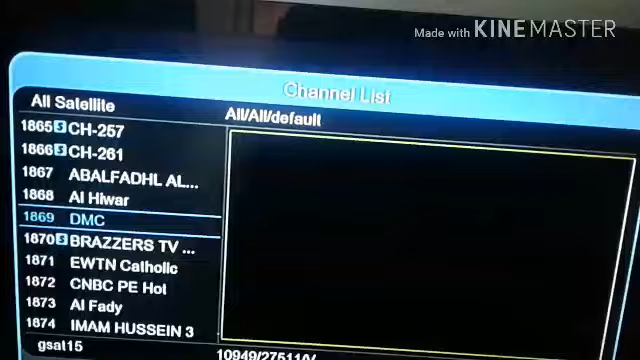 Made with KINEMASTER
Channel List
All Satellite
All/All/default
1865 $ CH-257
1866 $ CH-261
1867 ABALFADHL AL...
1868 Al Hiwar
1869 DMC
1870 $ BRAZZERS TV ...
1871 EWTN Catholic
1872 CNBC PE Hot
1873 Al Fady
1874 IMAM HUSSEIN 3
gsat15
10949/27511/V